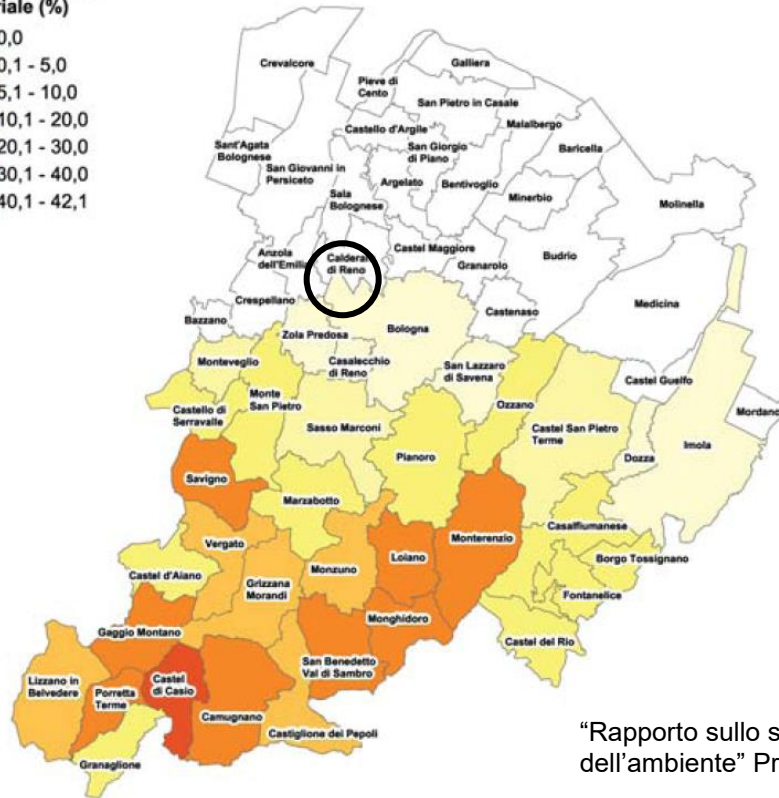 riale (%)
0,0
0,1 - 5,0
5,1 - 10,0
10,1 - 20,0
20,1 - 30,0
30,1 - 40,0
40,1 - 42,1
Crevalcore
Galliera
Pieve di
Cento
San Pietro in Casale
Malalbergo
Castello d'Argile
Sant'Agata
Bolognese
San Giorgio
di Piano
Baricella
San Giovanni in
Persiceto
Argelato
Bentivoglio
Sala
Bolognese
Minerbio
Molinella
Anzola
dell'Emilia
Castel Maggiore
Calderara
di Reno
Granarolo
Budrio
Crespellano
Medicina
Bazzano
Castenaso
Zola Predosa
Bologna
Monteveglio
Casalecchio
di Reno
San Lazzaro
di Savena
Castel Guelfo
Monte
San Pietro
Castello di
Serravalle
Ozzano
Mordano
Sasso Marconi
Castel San Pietro
Terme
Imola
Pianoro
Dozza
Savigno
Marzabotto
Casalfiumanese
Vergato
Loiano
Monterenzio
Borgo Tossignano
Castel d'Aiano
Monzuno
Grizzana
Morandi
Fontanelice
Monghidoro
Gaggio Montano
Castel del Rio
San Benedetto
Val di Sambro
Lizzano in
Belvedere
Castel
di Casio
Porretta
Terme
Camugnano
Castiglione dei Pepoli
Granaglione
“Rapporto sullo s
dell’ambiente” Pr